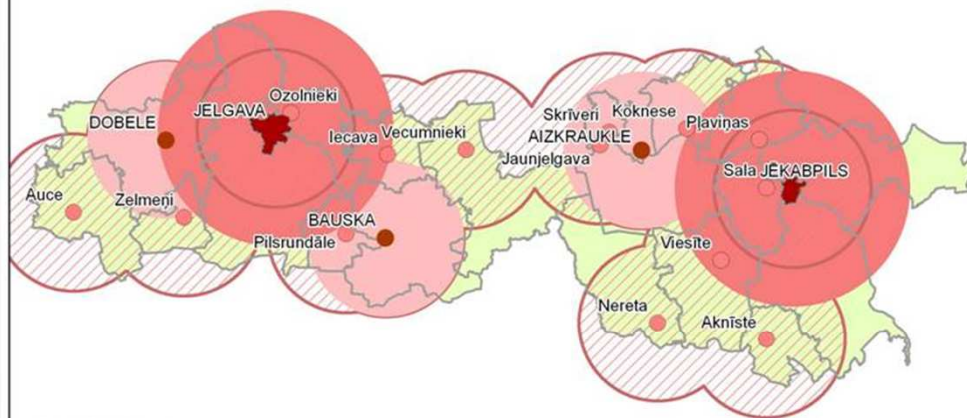 Ozolnieki
JELGAVA
DOBELE
Iecava
Vecumnieki
Skrīveri
Koknese
AIZKRAUKLE
Pļaviņas
Jaunjelgava
Sala
JĒKABPILS
Auce
Zelmeņi
BAUSKA
Pilsrundāle
Viesīte
Nereta
Aknīste